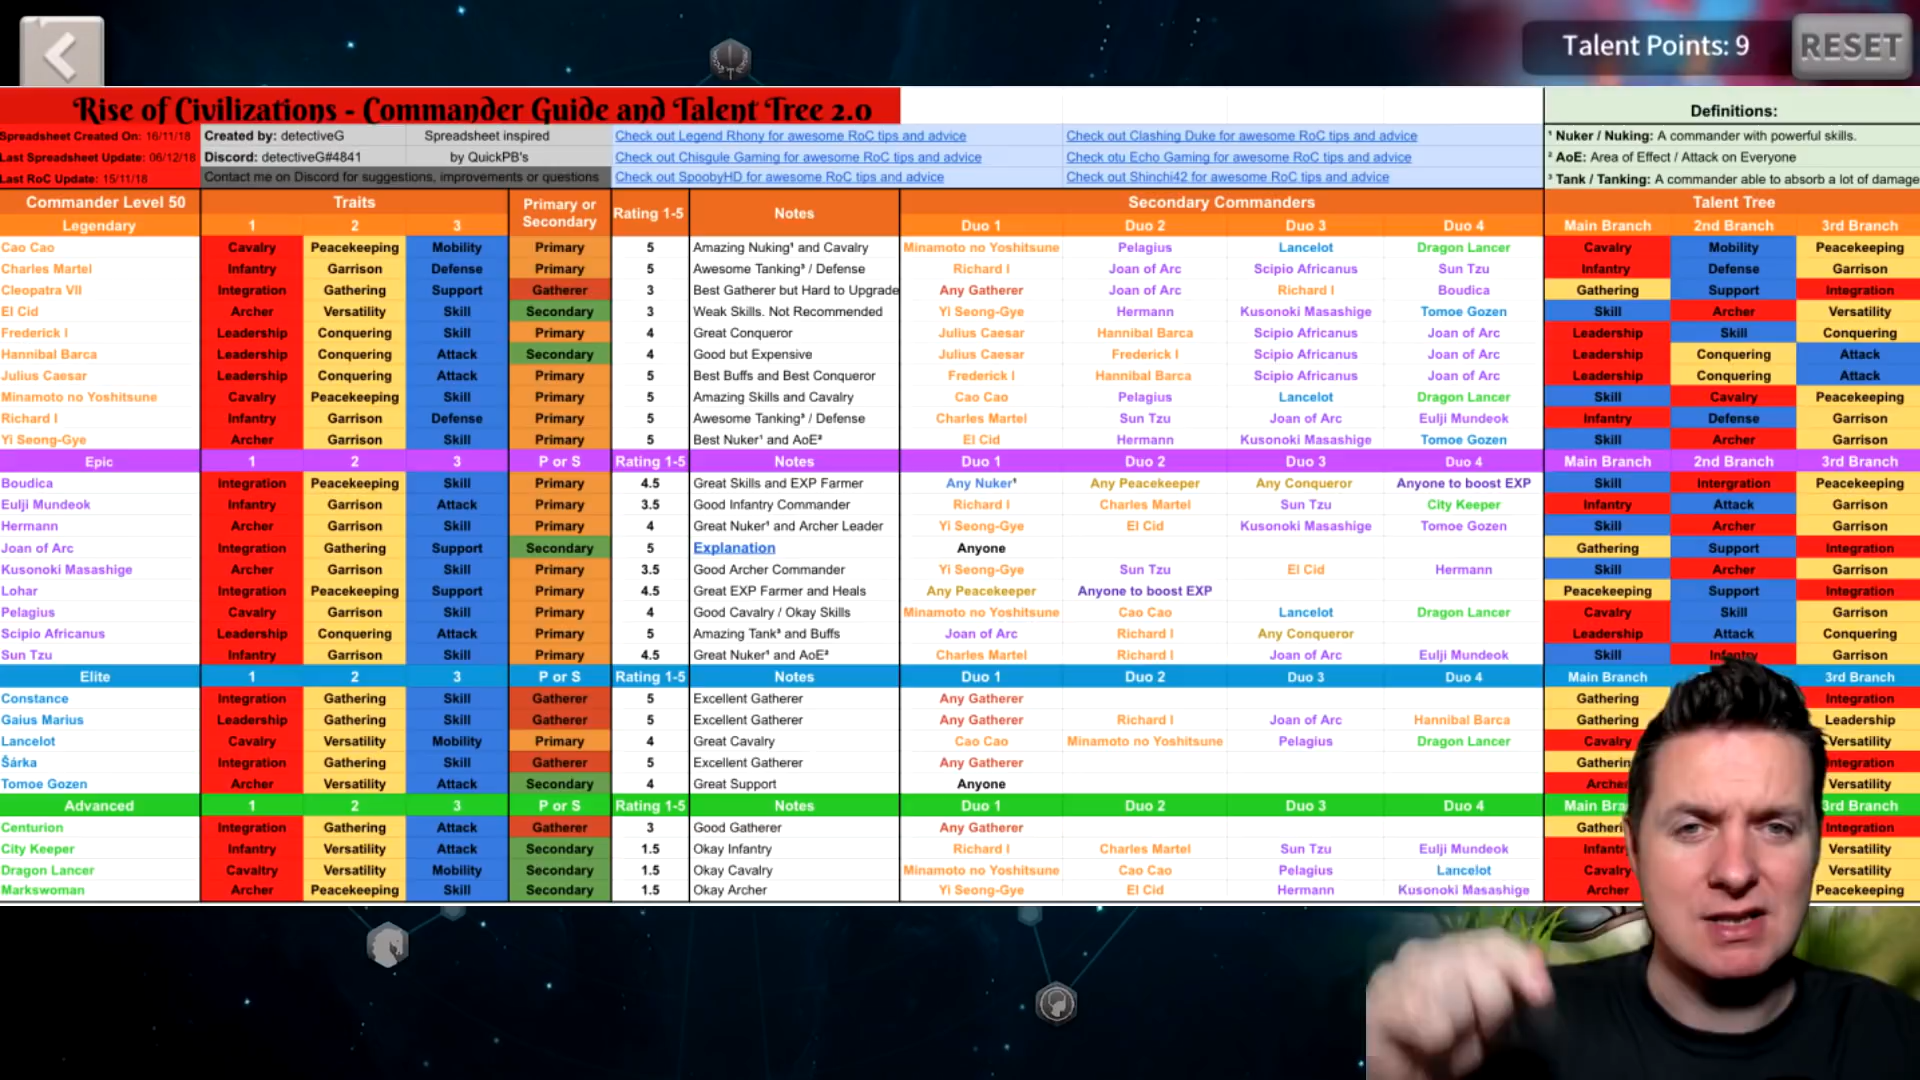 Talent Points: 9 RESET
Rise of Civilizations - Commander Guide and Talent Tree 2.0 Definitions:
Spreadsheet Created On: 16/11/18 Created by: detectiveG Spreadsheet inspired Check out Legend Rhony for awesome RoC tips and advice Check out Clashing Duke for awesome RoC tips and advice ¹ Nuker / Nuking: A commander with powerful skills.
Last Spreadsheet Update: 06/12/18 Discord: detectiveG#4841 by QuickPB's Check out Chisgule Gaming for awesome RoC tips and advice Check otu Echo Gaming for awesome RoC tips and advice ² AoE: Area of Effect / Attack on Everyone
Last RoC Update: 15/11/18 Contact me on Discord for suggestions, improvements or questions Check out SpoobyHD for awesome RoC tips and advice Check out Shinchi42 for awesome RoC tips and advice ³ Tank / Tanking: A commander able to absorb a lot of damage
Commander Level 50 Traits Primary or Secondary Rating 1-5 Notes Secondary Commanders Talent Tree
Legendary 1 2 3 Duo 1 Duo 2 Duo 3 Duo 4 Main Branch 2nd Branch 3rd Branch
Cao Cao Cavalry Peacekeeping Mobility Primary 5 Amazing Nuking¹ and Cavalry Minamoto no Yoshitsune Pelagius Lancelot Dragon Lancer Cavalry Mobility Peacekeeping
Charles Martel Infantry Garrison Defense Primary 5 Awesome Tanking³ / Defense Richard I Joan of Arc Scipio Africanus Sun Tzu Infantry Defense Garrison
Cleopatra VII Integration Gathering Support Gatherer 3 Best Gatherer but Hard to Upgrade Any Gatherer Joan of Arc Richard I Boudica Gathering Support Integration
El Cid Archer Versatility Skill Secondary 3 Weak Skills. Not Recommended Yi Seong-Gye Hermann Kusonoki Masashige Tomoe Gozen Skill Archer Versatility
Frederick I Leadership Conquering Skill Primary 4 Great Conqueror Julius Caesar Hannibal Barca Scipio Africanus Joan of Arc Leadership Skill Conquering
Hannibal Barca Leadership Conquering Attack Secondary 4 Good but Expensive Julius Caesar Frederick I Scipio Africanus Joan of Arc Leadership Conquering Attack
Julius Caesar Leadership Conquering Attack Primary 5 Best Buffs and Best Conqueror Frederick I Hannibal Barca Scipio Africanus Joan of Arc Leadership Conquering Attack
Minamoto no Yoshitsune Cavalry Peacekeeping Skill Primary 5 Amazing Skills and Cavalry Cao Cao Pelagius Lancelot Dragon Lancer Skill Cavalry Peacekeeping
Richard I Infantry Garrison Defense Primary 5 Awesome Tanking³ / Defense Charles Martel Sun Tzu Joan of Arc Eulji Mundeok Infantry Defense Garrison
Yi Seong-Gye Archer Garrison Skill Primary 5 Best Nuker¹ and AoE² El Cid Hermann Kusonoki Masashige Tomoe Gozen Skill Archer Garrison
Epic 1 2 3 P or S Rating 1-5 Notes Duo 1 Duo 2 Duo 3 Duo 4 Main Branch 2nd Branch 3rd Branch
Boudica Integration Peacekeeping Skill Primary 4.5 Great Skills and EXP Farmer Any Nuker¹ Any Peacekeeper Any Conqueror Anyone to boost EXP Skill Intergration Peacekeeping
Eulji Mundeok Infantry Garrison Attack Primary 3.5 Good Infantry Commander Richard I Charles Martel Sun Tzu City Keeper Infantry Attack Garrison
Hermann Archer Garrison Skill Primary 4 Great Nuker¹ and Archer Leader Yi Seong-Gye El Cid Kusonoki Masashige Tomoe Gozen Skill Archer Garrison
Joan of Arc Integration Gathering Support Secondary 5 Explanation Anyone Gathering Support Integration
Kusonoki Masashige Archer Garrison Skill Primary 3.5 Good Archer Commander Yi Seong-Gye Sun Tzu El Cid Hermann Skill Archer Garrison
Lohar Integration Peacekeeping Support Primary 4.5 Great EXP Farmer and Heals Any Peacekeeper Anyone to boost EXP Peacekeeping Support Integration
Pelagius Cavalry Garrison Skill Primary 4 Good Cavalry / Okay Skills Minamoto no Yoshitsune Cao Cao Lancelot Dragon Lancer Cavalry Skill Garrison
Scipio Africanus Leadership Conquering Attack Primary 5 Amazing Tank³ and Buffs Joan of Arc Richard I Any Conqueror Leadership Attack Conquering
Sun Tzu Infantry Garrison Skill Primary 4.5 Great Nuker¹ and AoE² Charles Martel Richard I Joan of Arc Eulji Mundeok Skill Infantry Garrison
Elite 1 2 3 P or S Rating 1-5 Notes Duo 1 Duo 2 Duo 3 Duo 4 Main Branch 3rd Branch
Constance Integration Gathering Skill Gatherer 5 Excellent Gatherer Any Gatherer Gathering Integration
Gaius Marius Leadership Gathering Skill Gatherer 5 Excellent Gatherer Any Gatherer Richard I Joan of Arc Hannibal Barca Gathering Leadership
Lancelot Cavalry Versatility Mobility Primary 4 Great Cavalry Cao Cao Minamoto no Yoshitsune Pelagius Dragon Lancer Cavalry Versatility
Šárka Integration Gathering Skill Gatherer 5 Excellent Gatherer Any Gatherer Gatherin Integration
Tomoe Gozen Archer Versatility Attack Secondary 4 Great Support Anyone Archer Versatility
Advanced 1 2 3 P or S Rating 1-5 Notes Duo 1 Duo 2 Duo 3 Duo 4 Main Bra 3rd Branch
Centurion Integration Gathering Attack Gatherer 3 Good Gatherer Any Gatherer Gatheri Integration
City Keeper Infantry Versatility Attack Secondary 1.5 Okay Infantry Richard I Charles Martel Sun Tzu Eulji Mundeok Infantr Versatility
Dragon Lancer Cavalry Versatility Mobility Secondary 1.5 Okay Cavalry Minamoto no Yoshitsune Cao Cao Pelagius Lancelot Cavalry Versatility
Markswoman Archer Peacekeeping Skill Secondary 1.5 Okay Archer Yi Seong-Gye El Cid Hermann Kusonoki Masashige Archer Peacekeeping